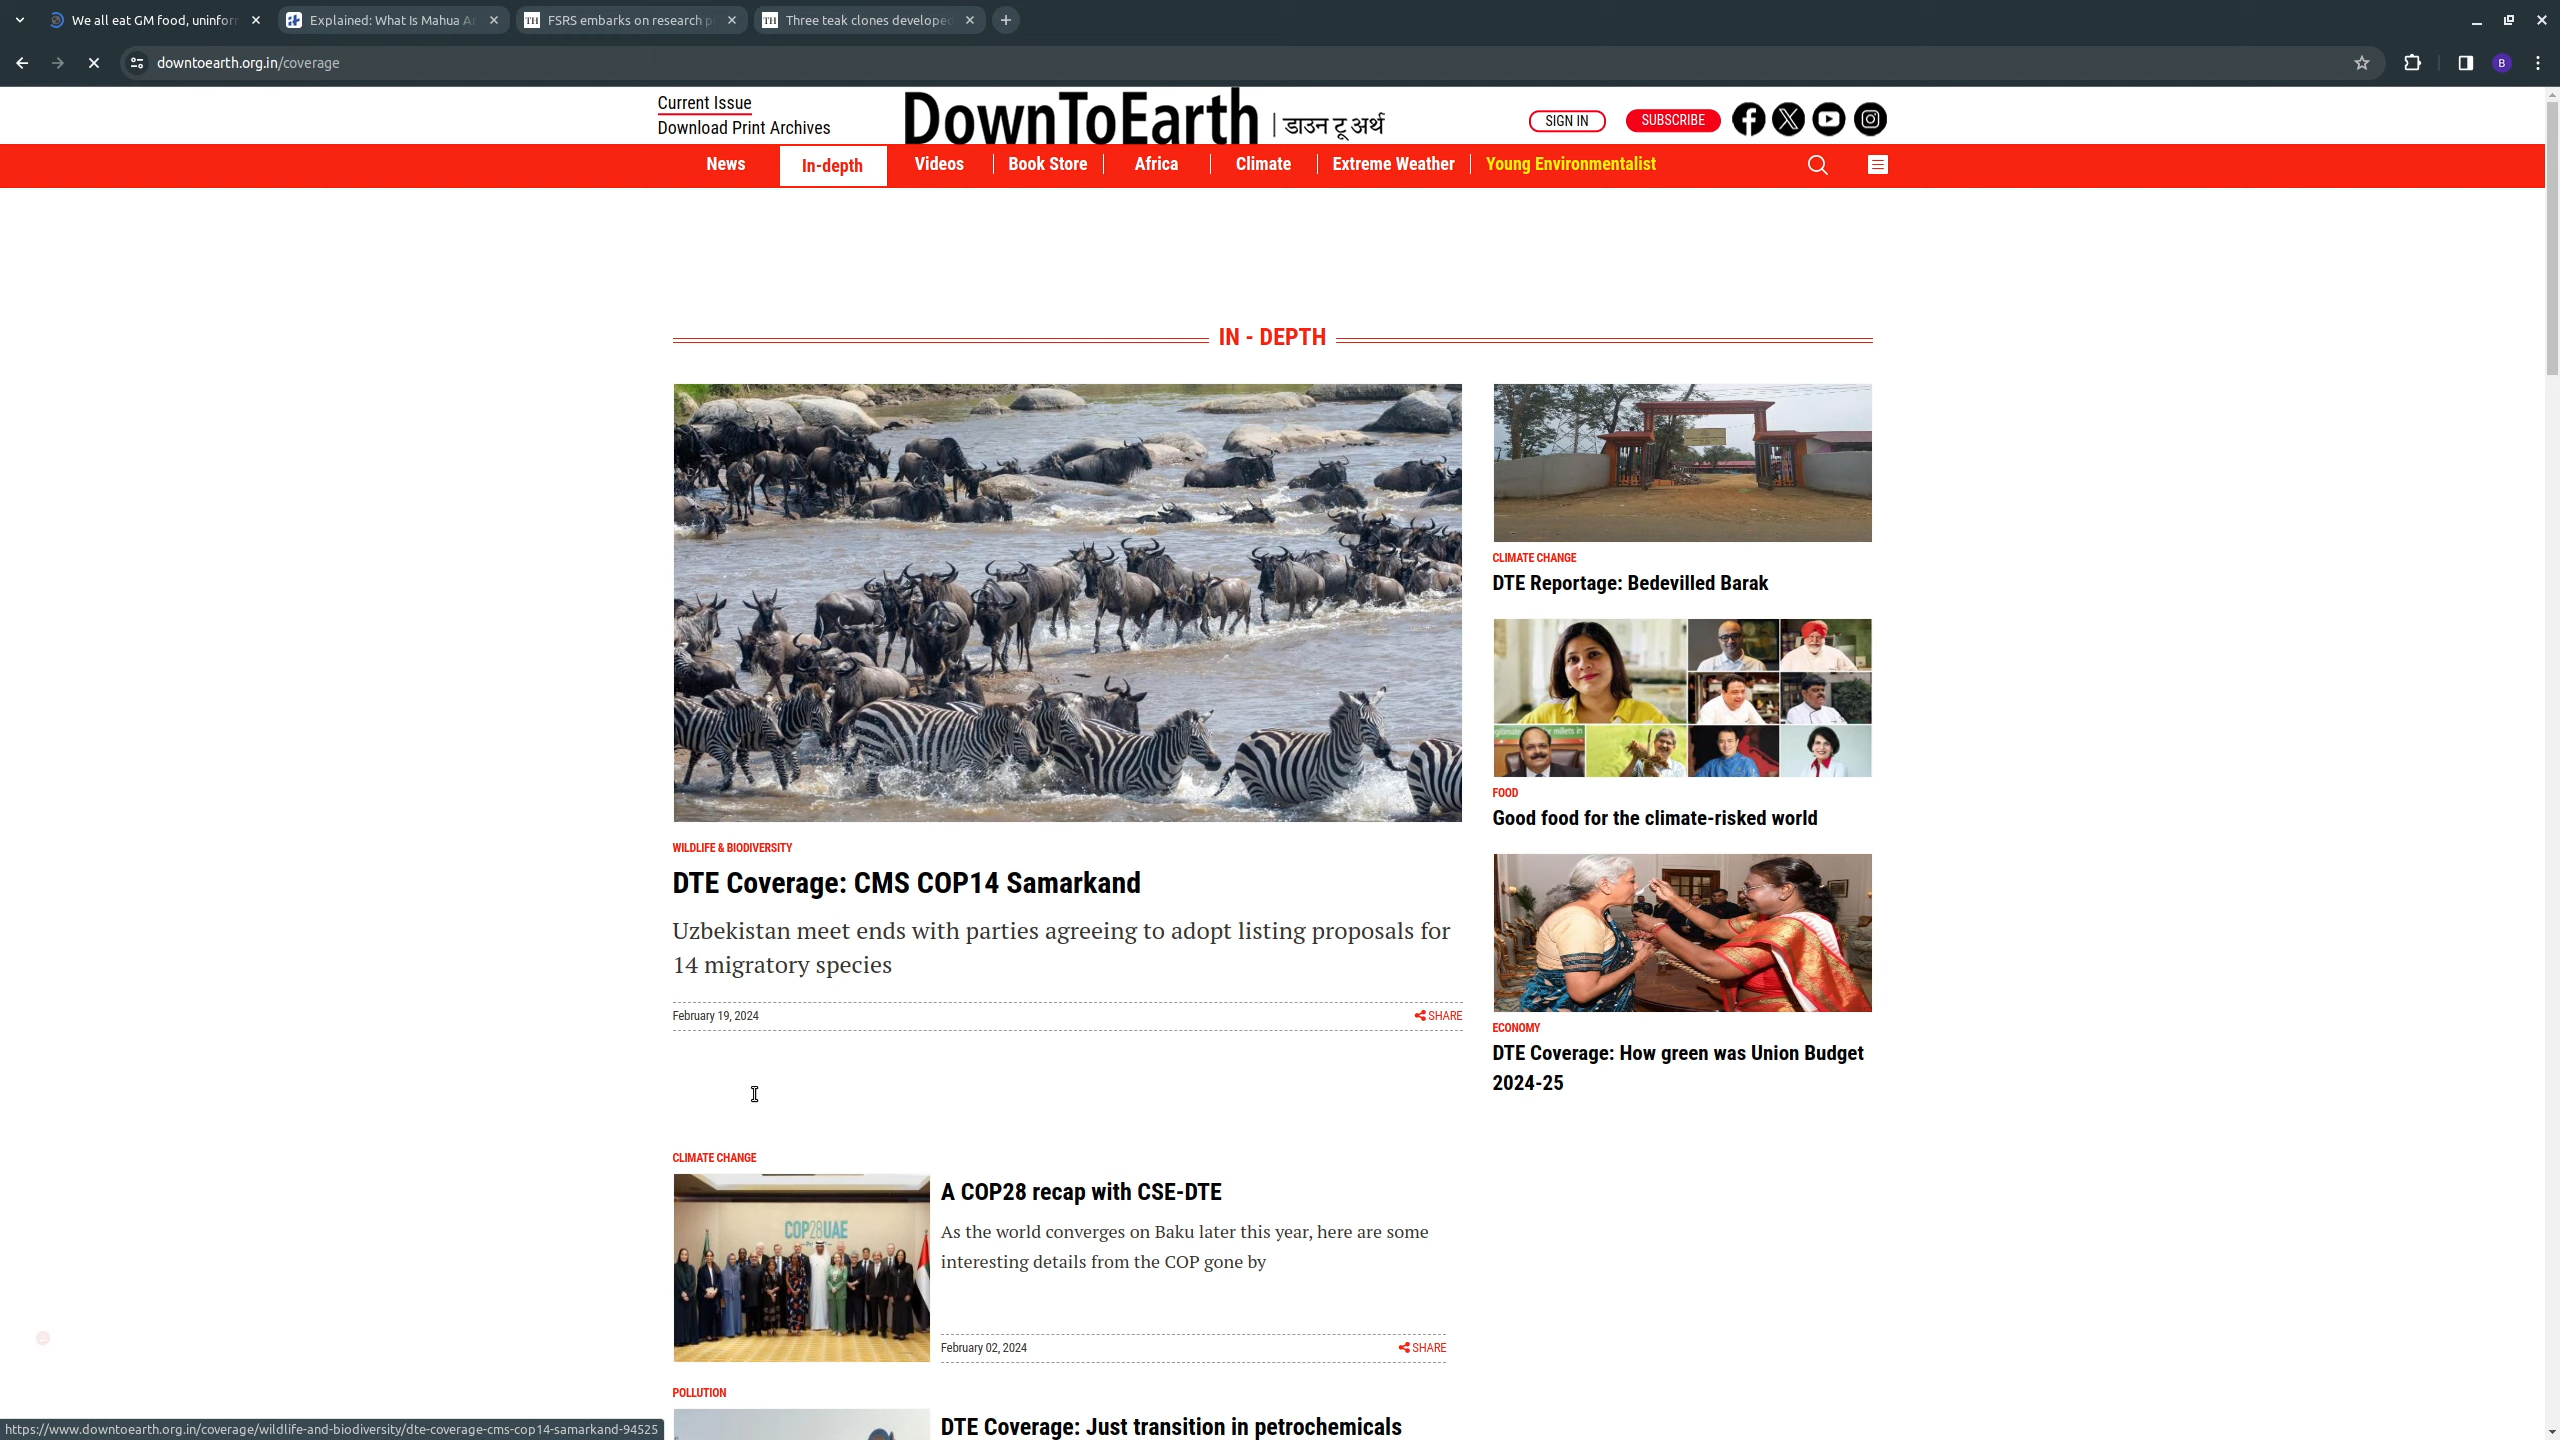 We all eat GM food, uninfor
Explained: What Is Mahua A
FSRS embarks on research p
Three teak clones developed
downtoearth.org.in/coverage
B
Current Issue
Download Print Archives
DownToEarth | डाउन टू अर्थ
SIGN IN
SUBSCRIBE
News
In-depth
Videos
Book Store
Africa
Climate
Extreme Weather
Young Environmentalist
IN - DEPTH
WILDLIFE & BIODIVERSITY
DTE Coverage: CMS COP14 Samarkand
Uzbekistan meet ends with parties agreeing to adopt listing proposals for
14 migratory species
February 19, 2024
SHARE
CLIMATE CHANGE
DTE Reportage: Bedevilled Barak
FOOD
Good food for the climate-risked world
ECONOMY
DTE Coverage: How green was Union Budget
2024-25
CLIMATE CHANGE
COP28UAE
A COP28 recap with CSE-DTE
As the world converges on Baku later this year, here are some
interesting details from the COP gone by
February 02, 2024
SHARE
POLLUTION
DTE Coverage: Just transition in petrochemicals
https://www.downtoearth.org.in/coverage/wildlife-and-biodiversity/dte-coverage-cms-cop14-samarkand-94525